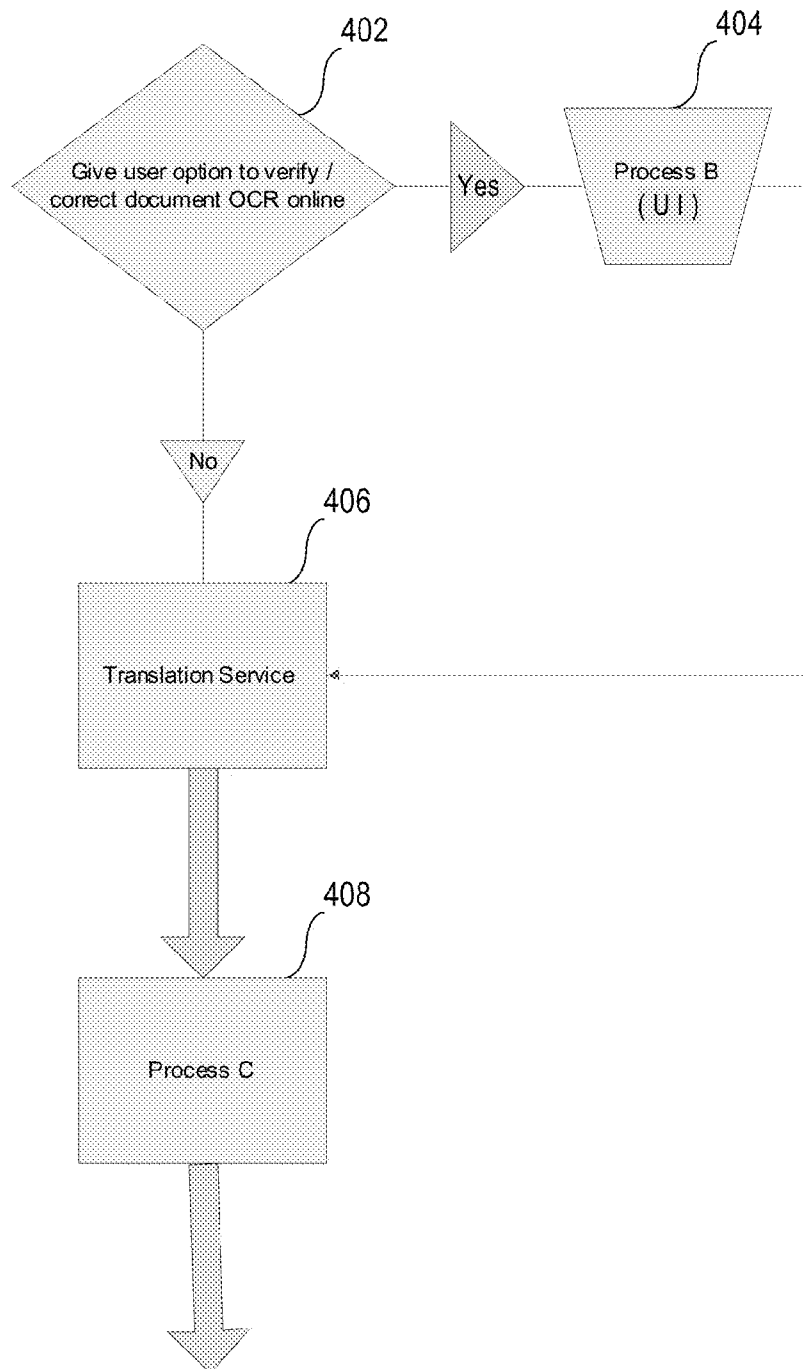 402
404
Give user option to verify /
correct document OCR online
Yes
Process B
( U I )
No
406
Translation Service
408
Process C